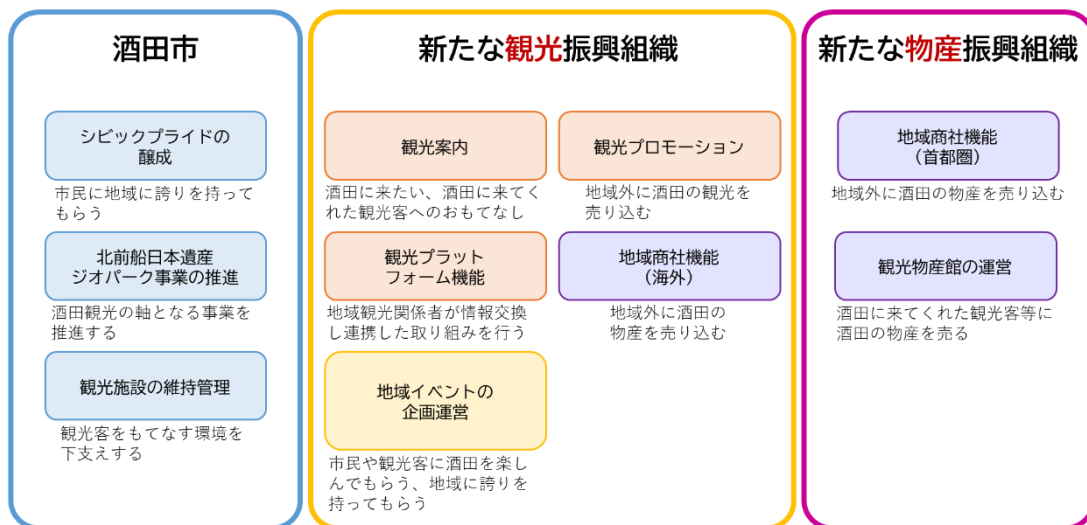 酒田市
シビックプライドの
醸成
市民に地域に誇りを持って
もらう
北前船日本遺産
ジオパーク事業の推進
酒田観光の軸となる事業を
推進する
観光施設の維持管理
観光客をもてなす環境を
下支えする
新たな観光振興組織
観光案内
酒田に来たい、酒田に来てく
れた観光客へのおもてなし
観光プロモーション
地域外に酒田の観光を
売り込む
観光プラット
フォーム機能
地域観光関係者が情報交換
し連携した取り組みを行う
地域商社機能
（海外）
地域外に酒田の
物産を売り込む
地域イベントの
企画運営
市民や観光客に酒田を楽し
んでもらう、地域に誇りを
持ってもらう
新たな物産振興組織
地域商社機能
（首都圏）
地域外に酒田の物産を売り込む
観光物産館の運営
酒田に来てくれた観光客等に
酒田の物産を売る